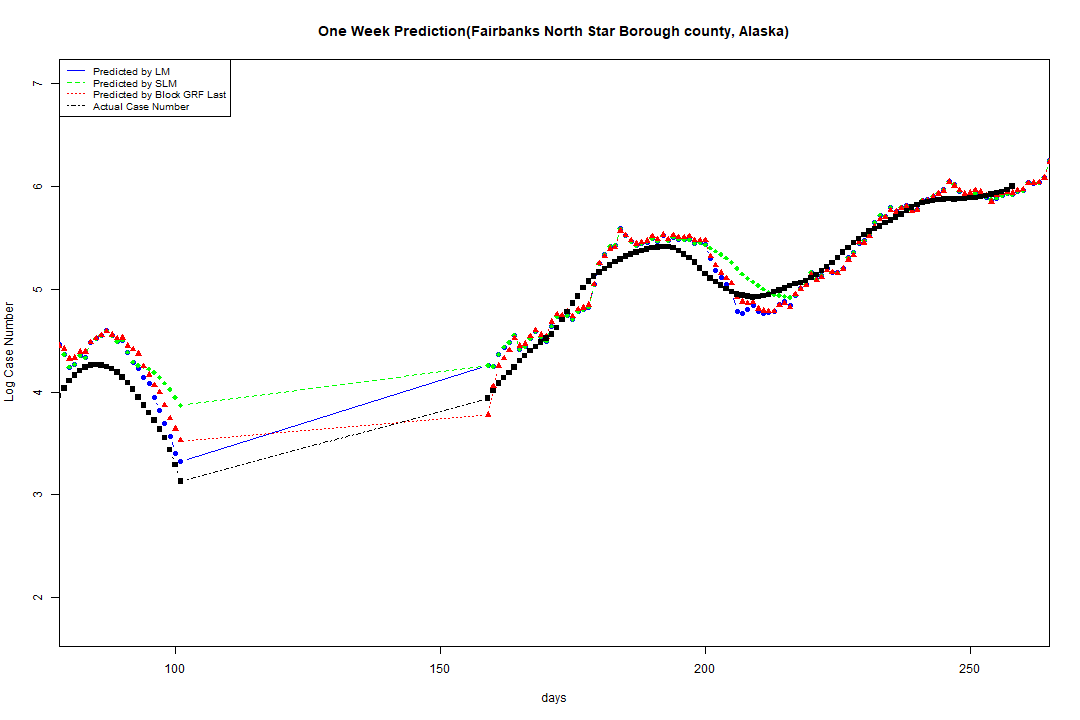 One Week Prediction(Fairbanks North Star Borough county, Alaska)
Predicted by LM
Predicted by SLM
Predicted by Block GRF Last
Actual Case Number
7
6
5
4
3
2
Log Case Number
100 150 200 250
days